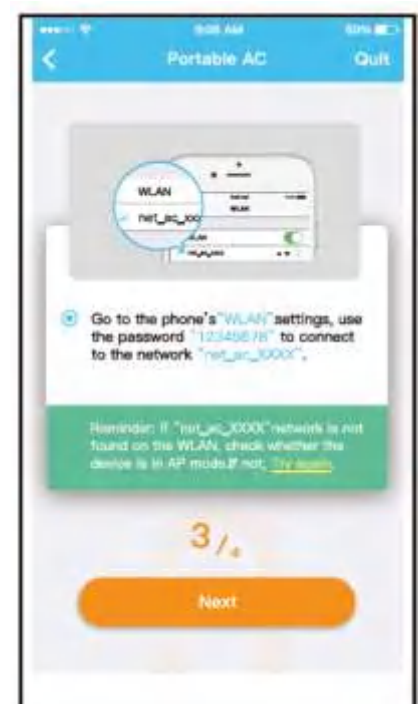 9:08 AM
Portable AC
Quit
WLAN
net_ac_xxx
WLAN
Go to the phone's "WLAN" settings, use
the password "12345678" to connect
to the network "net_ac_XXXX".
Reminder: If "net_ac_XXXX" network is not
found on the WLAN, check whether the
device is in AP mode.If not, Try again.
3/4
Next